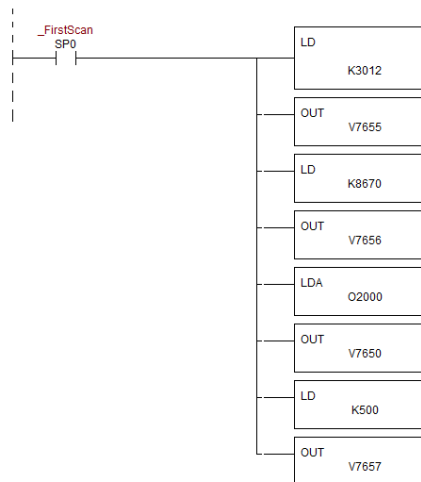 _FirstScan
SP0
LD
K3012
OUT
V7655
LD
K8670
OUT
V7656
LDA
O2000
OUT
V7650
LD
K500
OUT
V7657